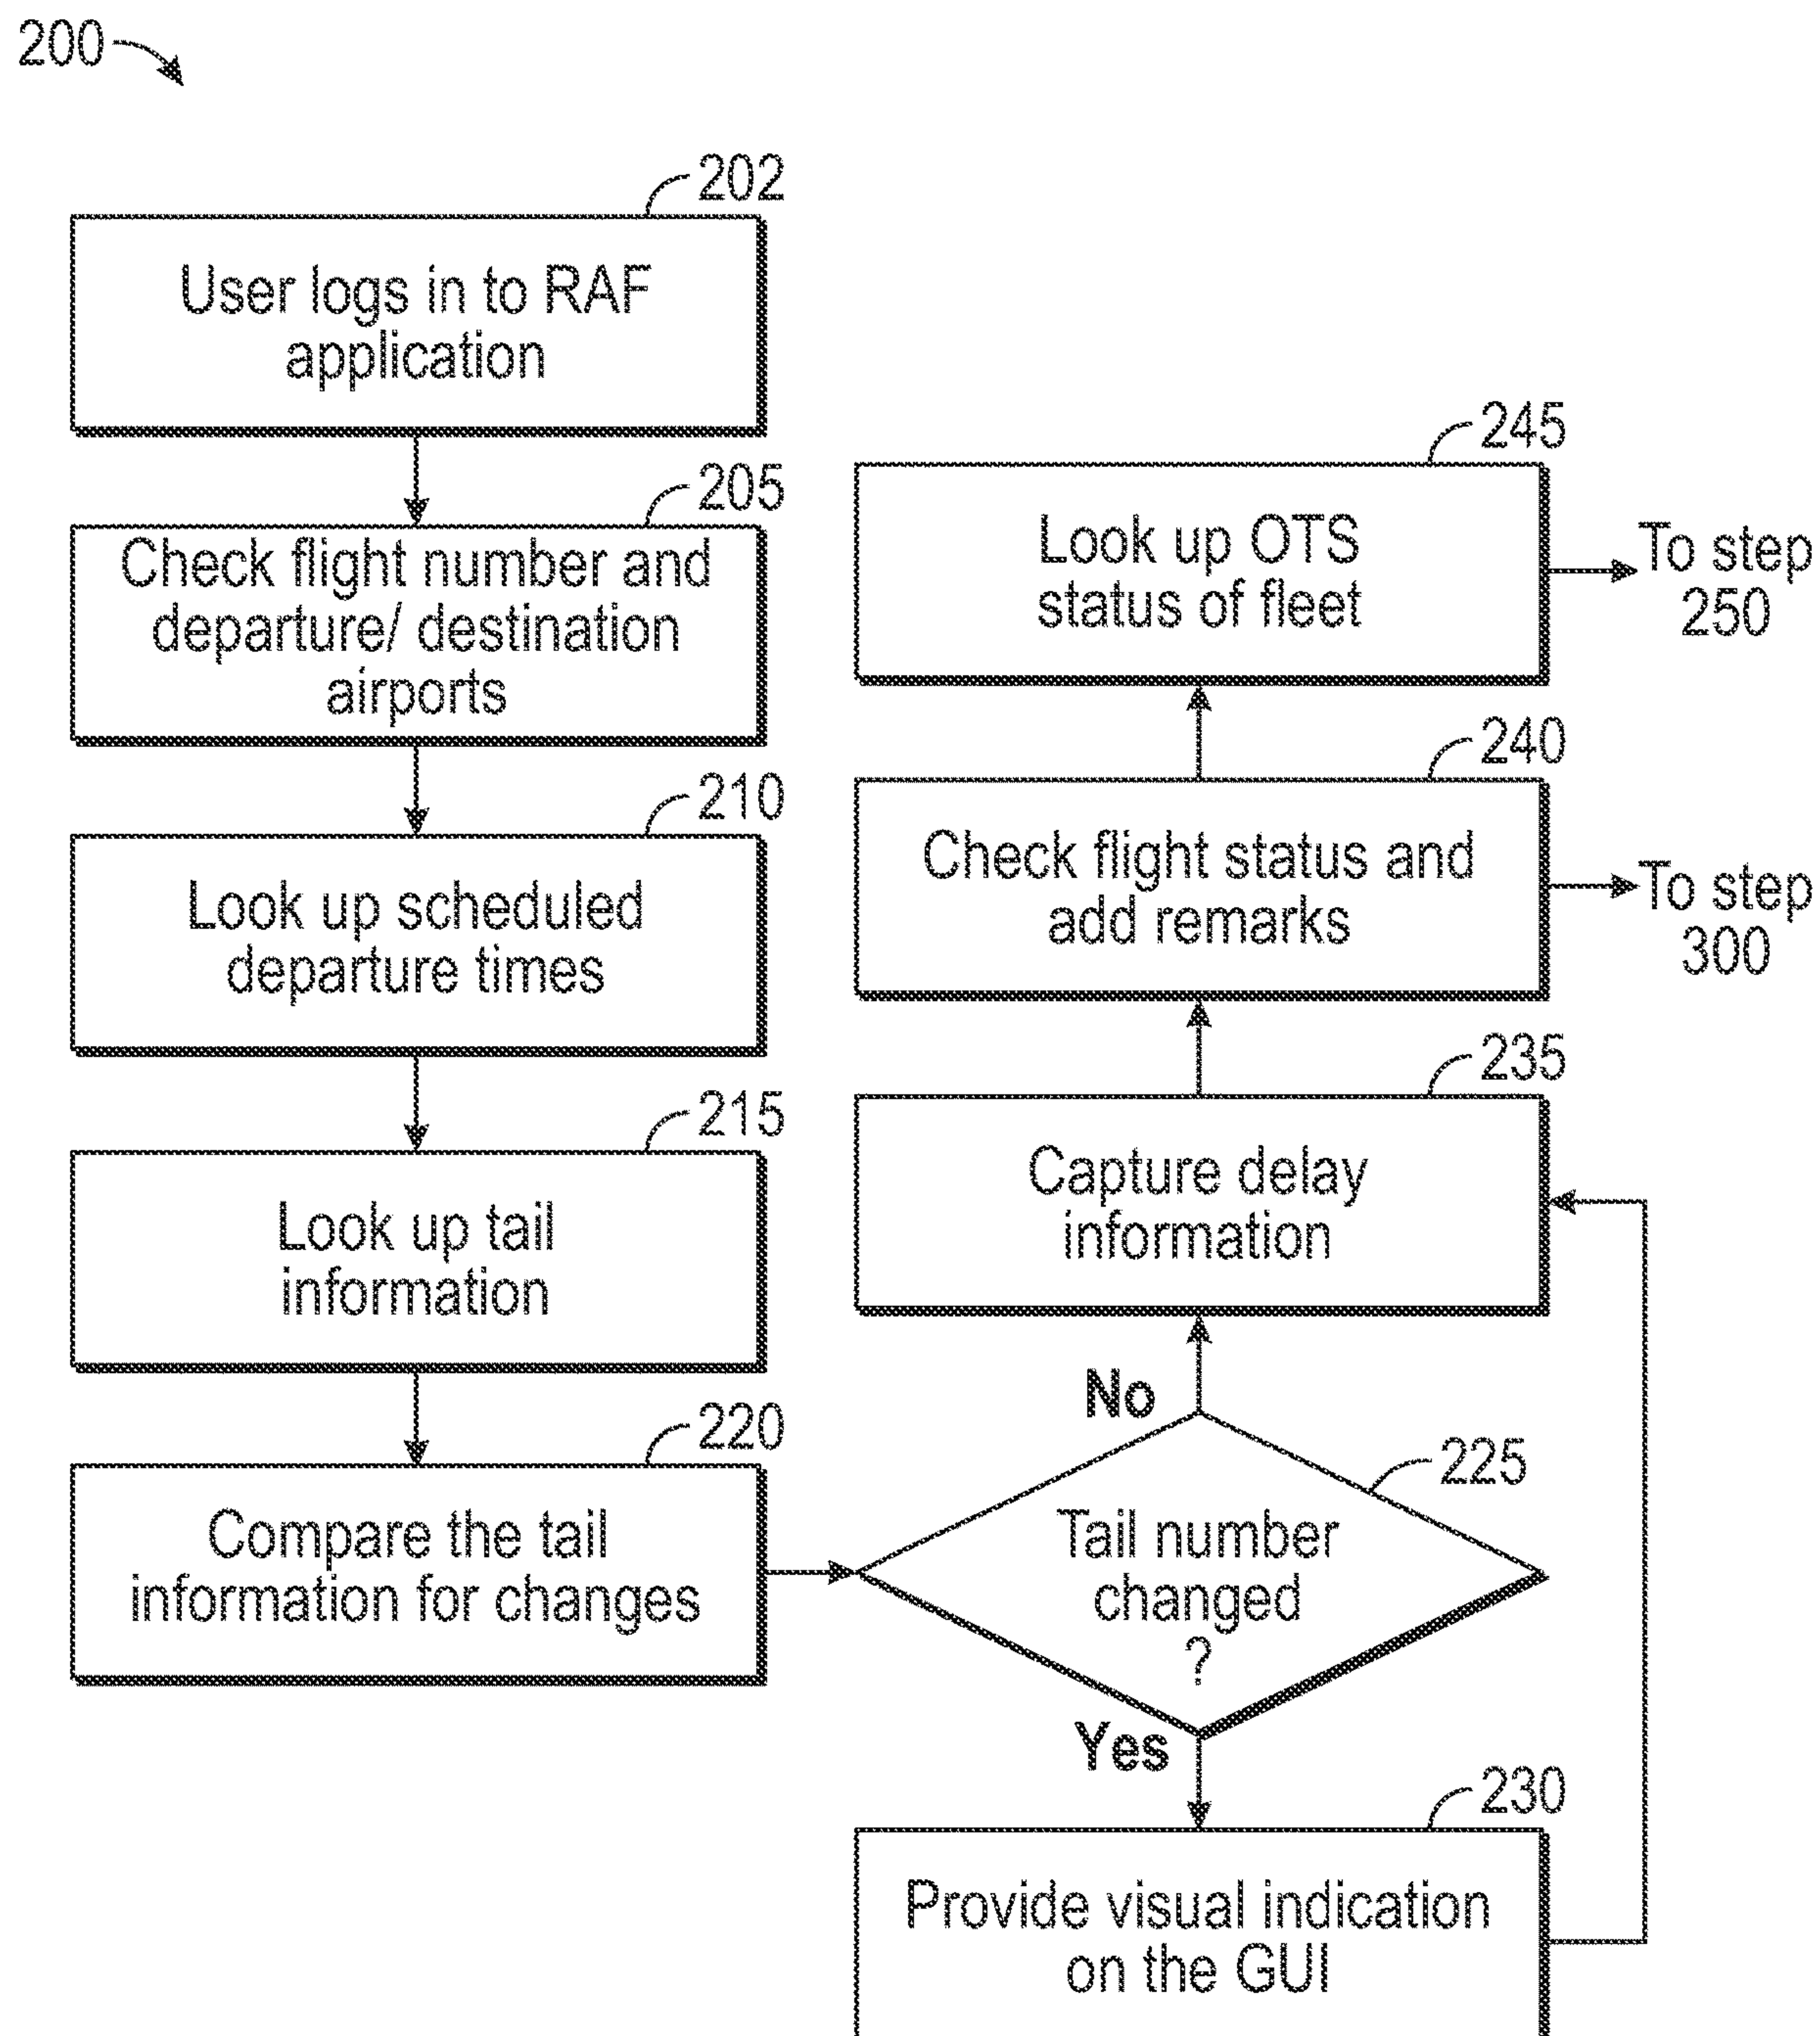 200
202
User logs in to RAF
application
205
Check flight number and
departure/ destination
airports
210
Look up scheduled
departure times
215
Look up tail
information
220
Compare the tail
information for changes
225
Tail number
changed
?
No
Yes
230
Provide visual indication
on the GUI
235
Capture delay
information
240
Check flight status and
add remarks
To step
300
245
Look up OTS
status of fleet
To step
250